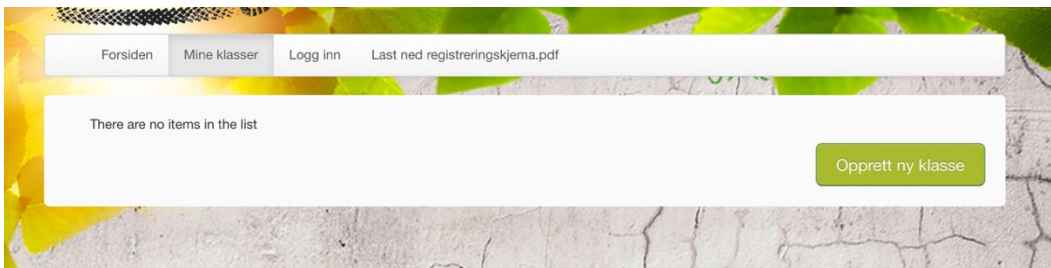 Forsiden Mine klasser Logg inn Last ned registreringskjema.pdf
There are no items in the list
Opprett ny klasse